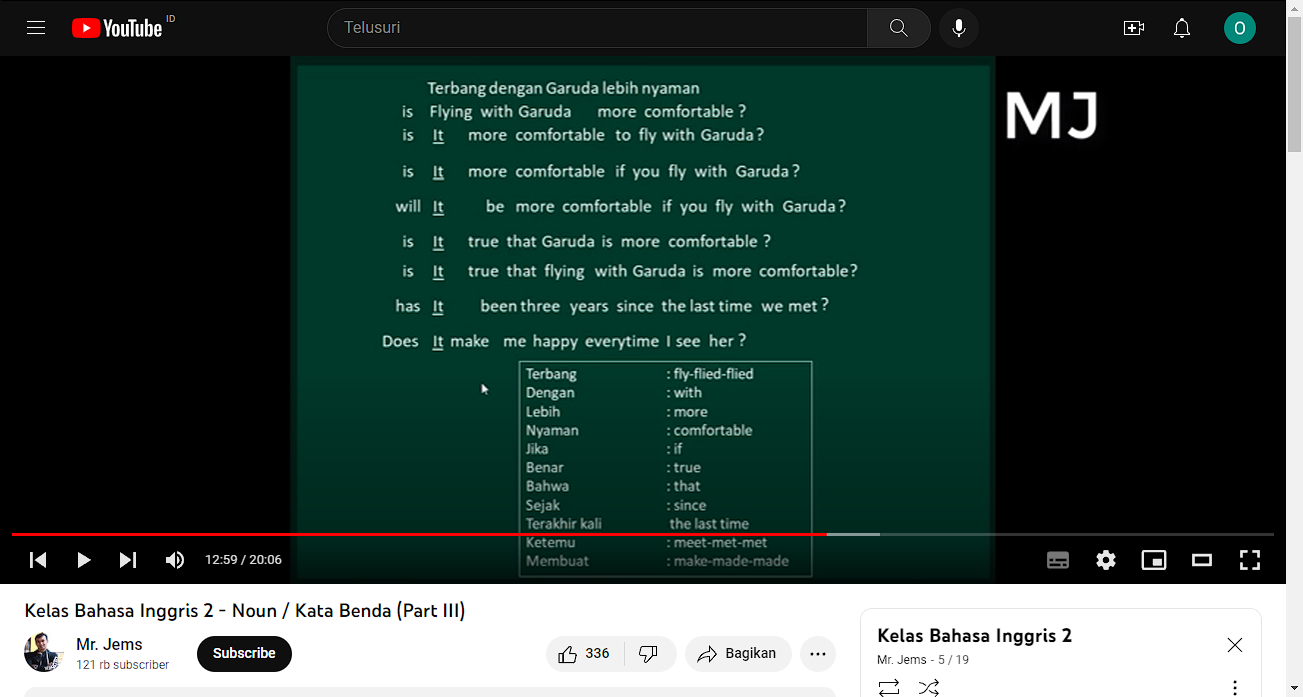 YouTube ID
Telusuri
O
MJ
Terbang dengan Garuda lebih nyaman
is Flying with Garuda more comfortable ?
is It more comfortable to fly with Garuda?
is It more comfortable if you fly with Garuda?
will It be more comfortable if you fly with Garuda?
is It true that Garuda is more comfortable ?
is It true that flying with Garuda is more comfortable?
has It been three years since the last time we met ?
Does It make me happy everytime I see her ?
Terbang : fly-flied-flied
Dengan : with
Lebih : more
Nyaman : comfortable
Jika : if
Benar : true
Bahwa : that
Sejak : since
Terakhir kali the last time
Ketemu : meet-met-met
Membuat : make-made-made
12:59 / 20:06
Kelas Bahasa Inggris 2 - Noun / Kata Benda (Part III)
Mr. Jems
121 rb subscriber
Subscribe
336
Bagikan
Kelas Bahasa Inggris 2
Mr. Jems - 5 / 19